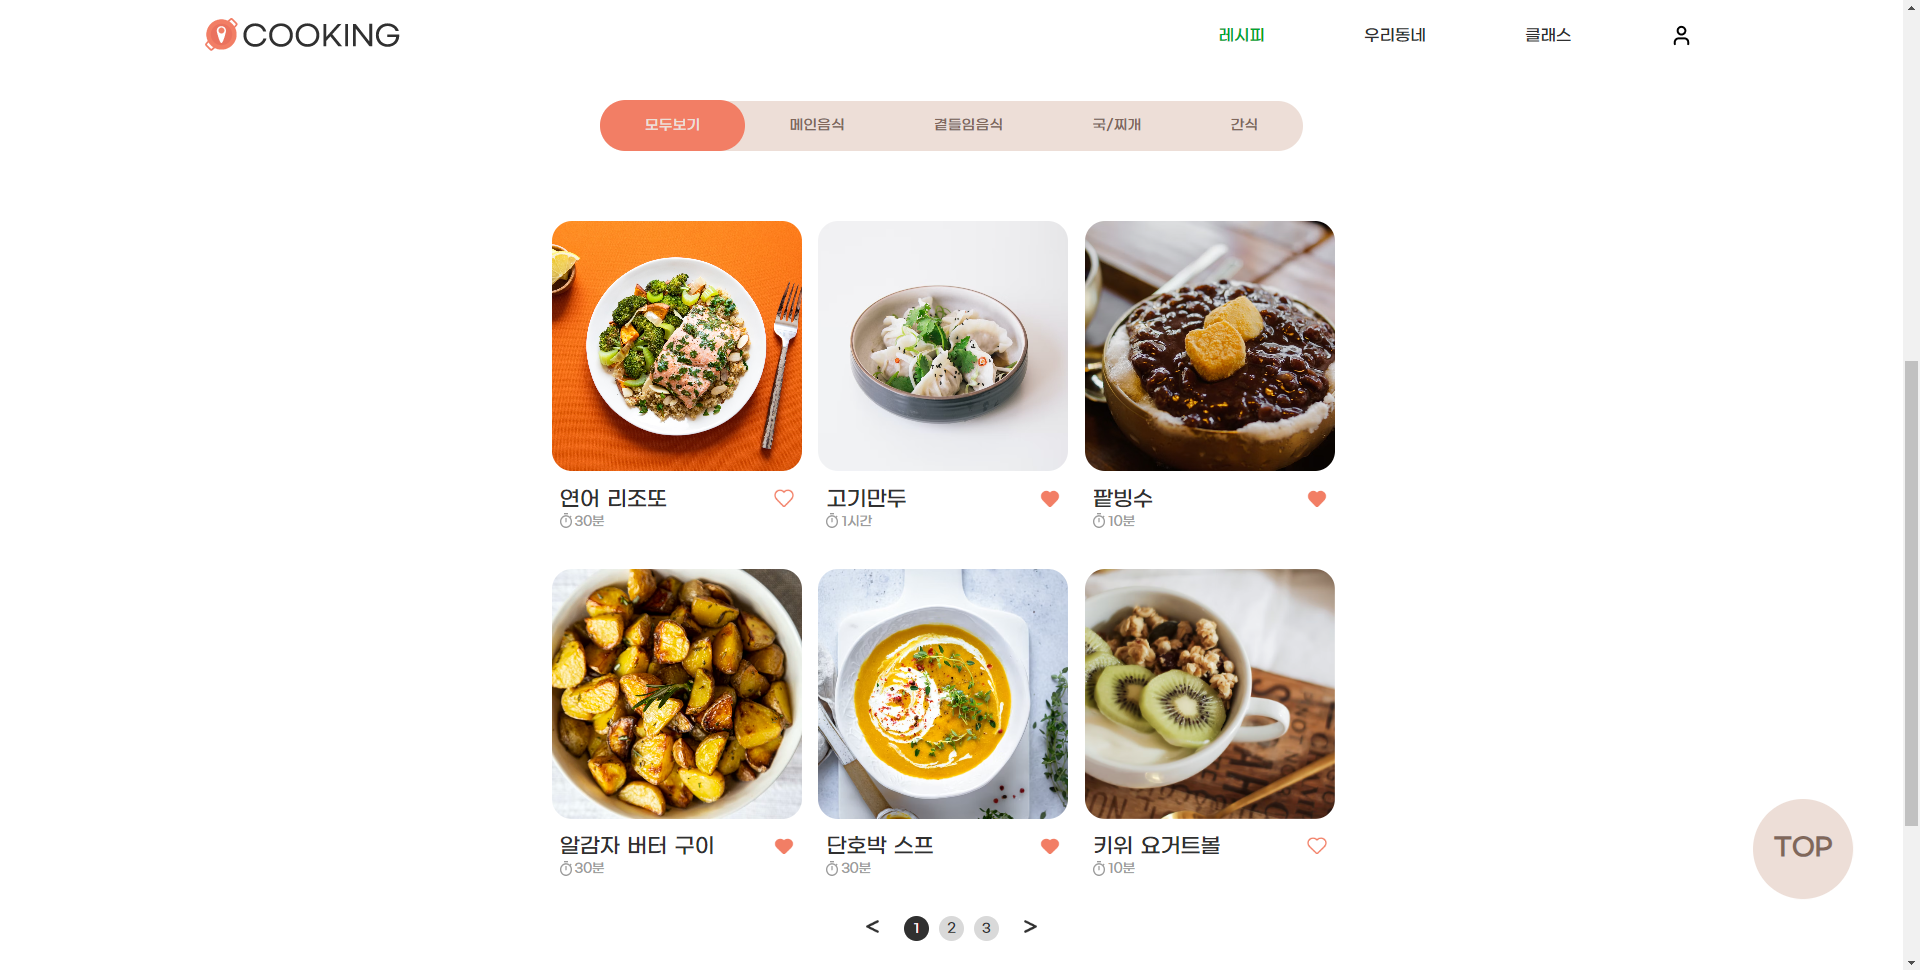 COOKING
레시피
우리동네
클래스
모두보기
메인음식
곁들임음식
국/찌개
간식
연어 리조또
30분
고기만두
1시간
팥빙수
10분
알감자 버터 구이
30분
단호박 스프
30분
키위 요거트볼
10분
TOP
< 1 2 3 >